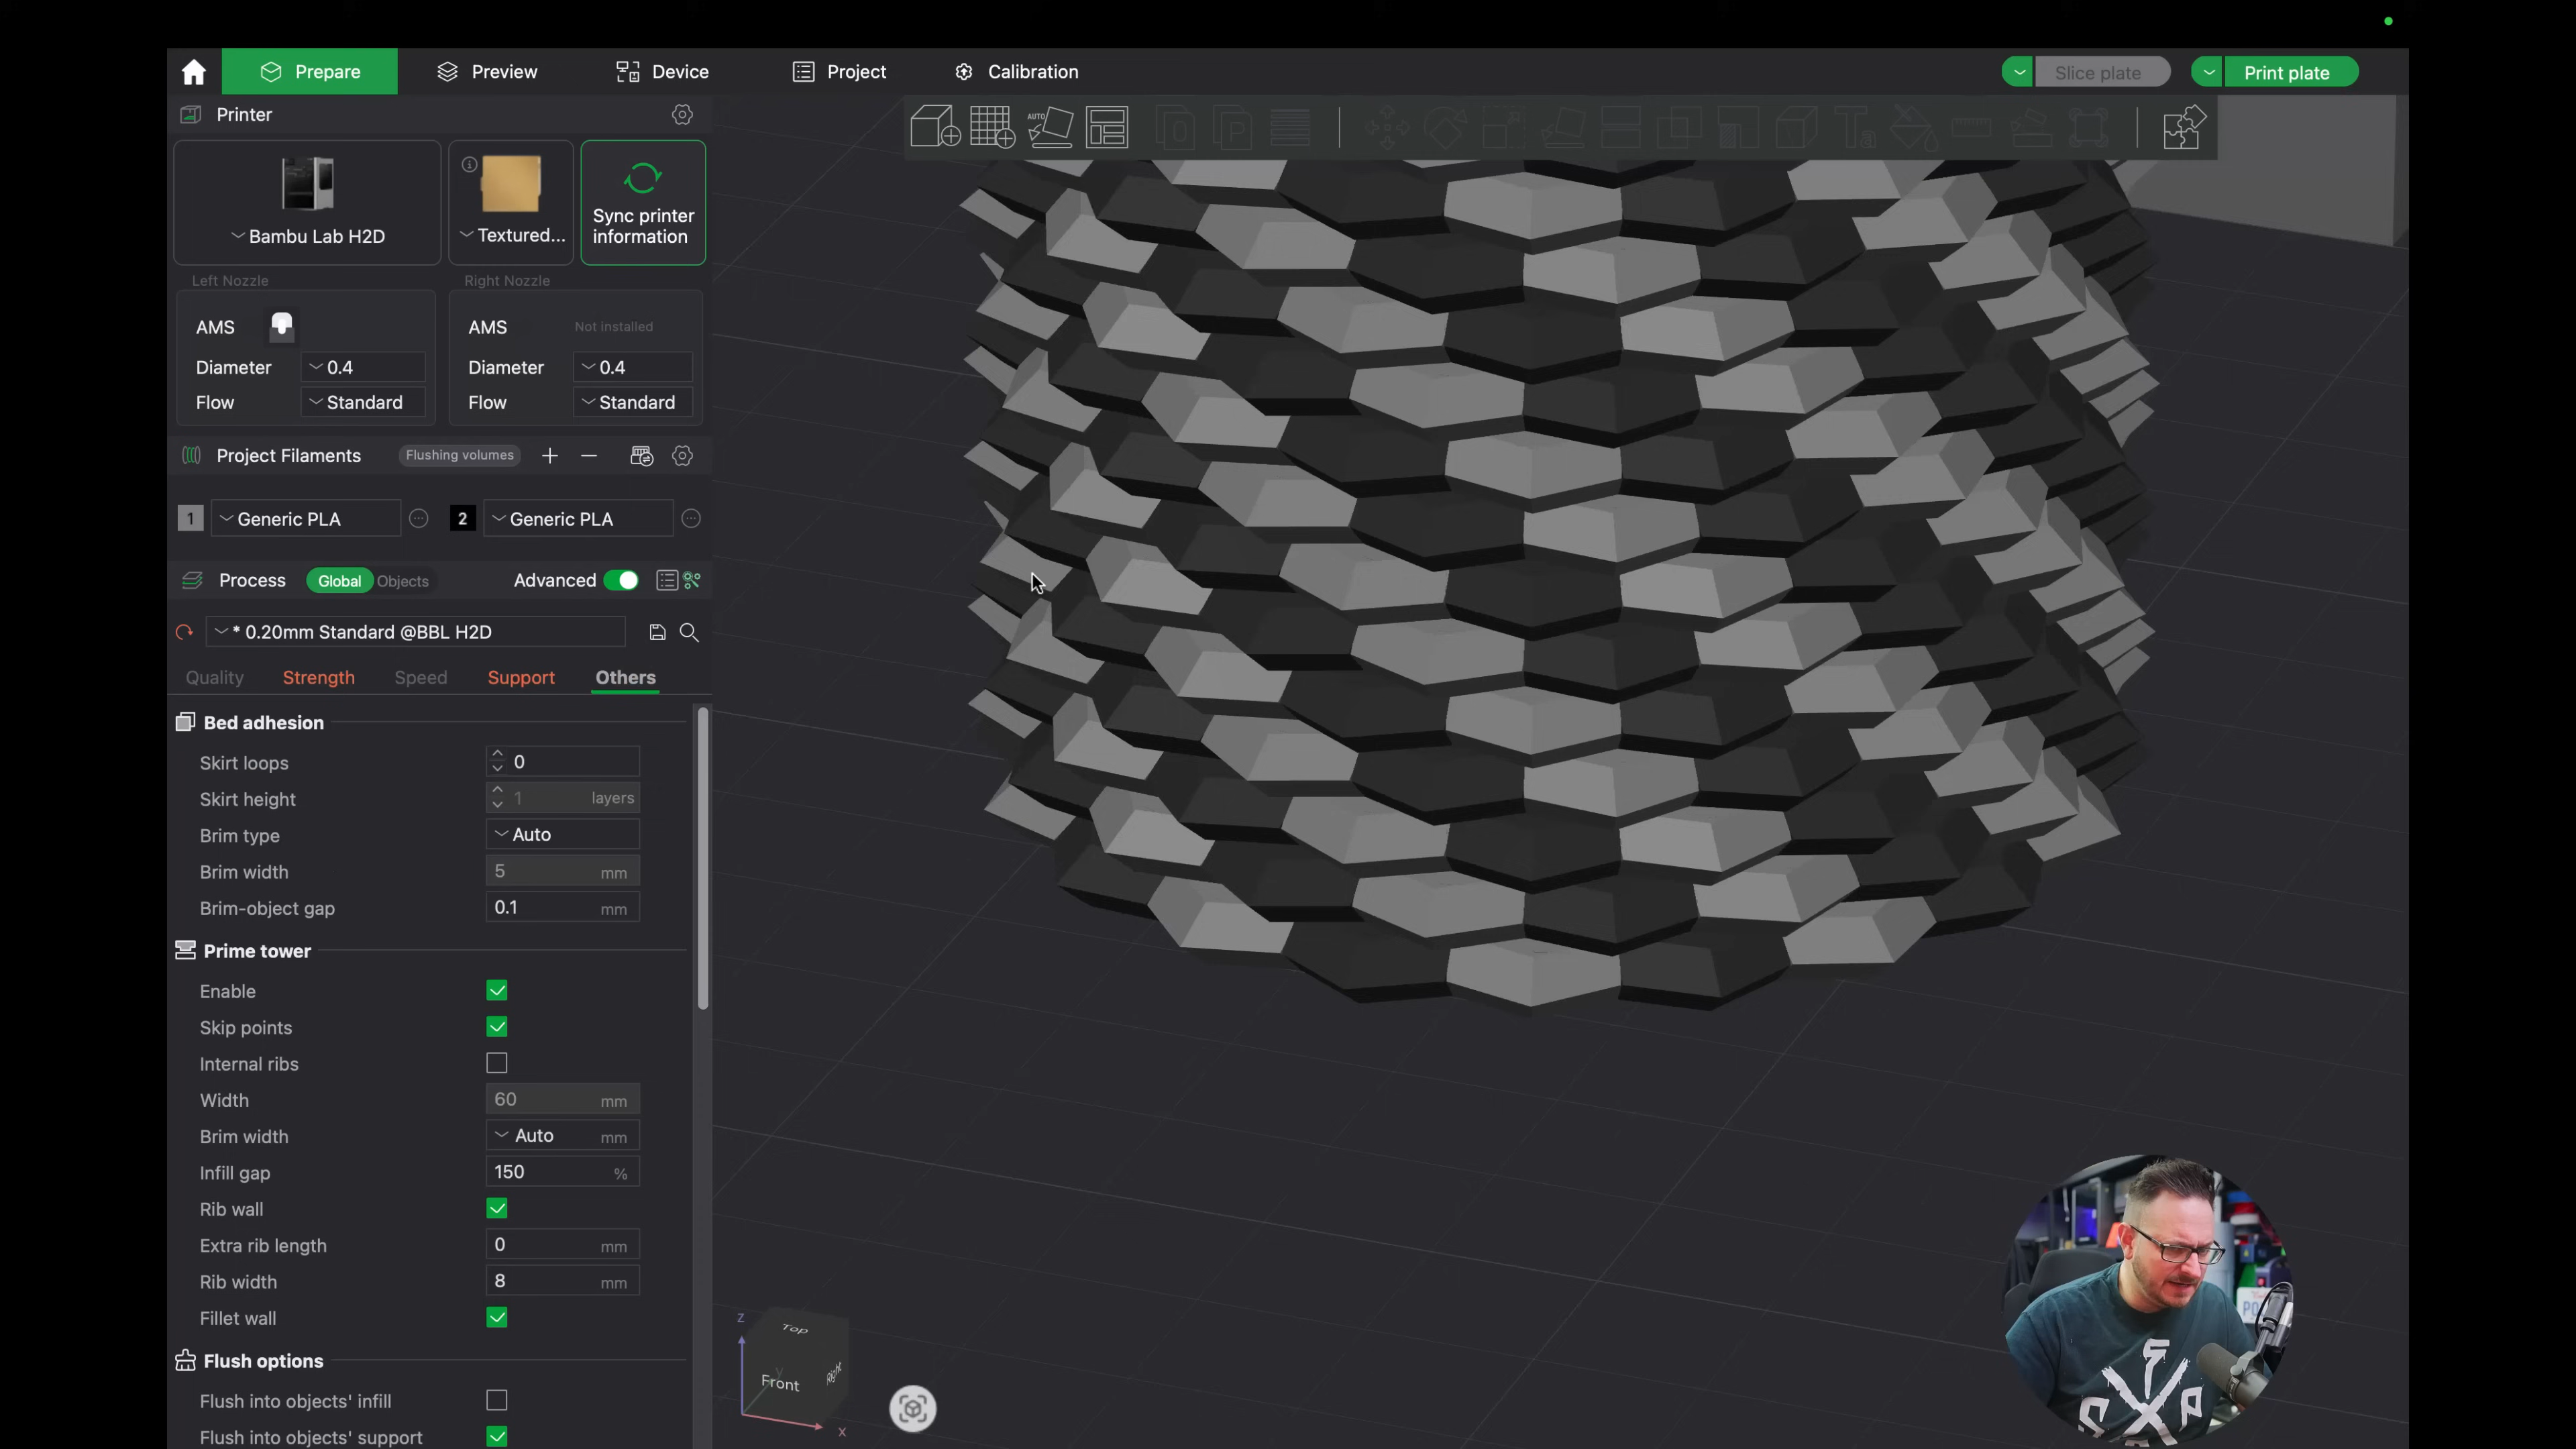 Prepare
Preview
Device
Project
Calibration
Slice plate
Print plate
Printer
Bambu Lab H2D
Textured...
Sync printer
information
Left Nozzle
Right Nozzle
AMS
AMS
Not installed
Diameter
0.4
Diameter
0.4
Flow
Standard
Flow
Standard
Project Filaments
Flushing volumes
1
Generic PLA
2
Generic PLA
Process
Global
Objects
Advanced
* 0.20mm Standard @BBL H2D
Quality
Strength
Speed
Support
Others
Bed adhesion
Skirt loops
0
Skirt height
1
layers
Brim type
Auto
Brim width
5
mm
Brim-object gap
0.1
mm
Prime tower
Enable
Skip points
Internal ribs
Width
60
mm
Brim width
Auto
mm
Infill gap
150
%
Rib wall
Extra rib length
0
mm
Rib width
8
mm
Fillet wall
Flush options
Flush into objects' infill
Flush into objects' support
AUTO
Top
Front
Right
z
y
x